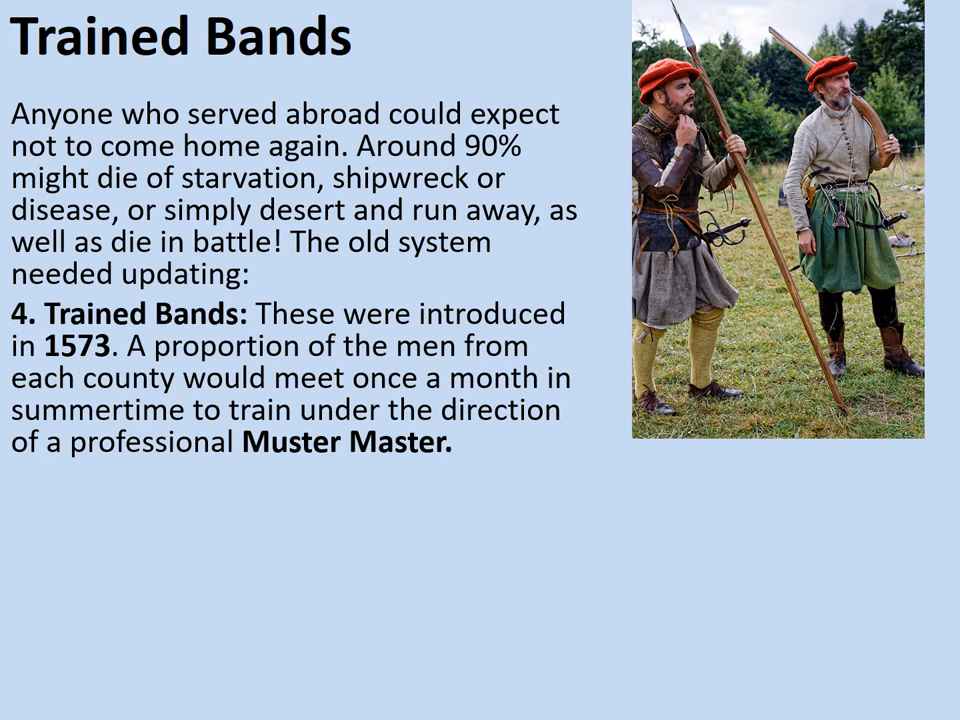 Trained Bands
Anyone who served abroad could expect
not to come home again. Around 90%
might die of starvation, shipwreck or
disease, or simply desert and run away, as
well as die in battle! The old system
needed updating:
4. Trained Bands: These were introduced
in 1573. A proportion of the men from
each county would meet once a month in
summertime to train under the direction
of a professional Muster Master.